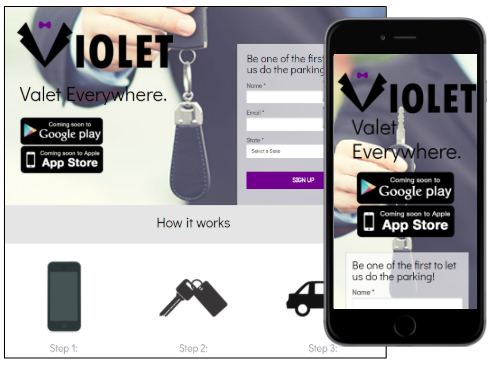 VIOLET
Valet Everywhere.
Coming soon to
Google play
Coming soon to Apple
App Store
Be one of the first
us do the parking!
Name *
Email *
State *
Select a State
SIGN UP
How it works
Step 1:
Step 2:
Step 3:
VIOLET
Valet
Everywhere.
Coming soon to
Google play
Coming soon to Apple
App Store
Be one of the first to let
us do the parking!
Name *